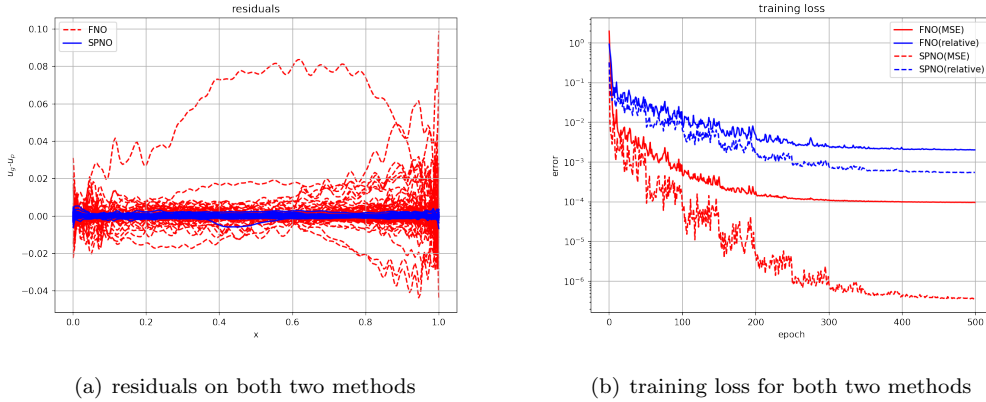 residuals
FNO
SPNO
0.10
0.08
0.06
0.04
0.02
0.00
−0.02
−0.04
u_g-u_p
0.0 0.2 0.4 0.6 0.8 1.0
x
(a) residuals on both two methods
training loss
FNO(MSE)
FNO(relative)
SPNO(MSE)
SPNO(relative)
10⁰
10⁻¹
10⁻²
10⁻³
10⁻⁴
10⁻⁵
10⁻⁶
error
0 100 200 300 400 500
epoch
(b) training loss for both two methods